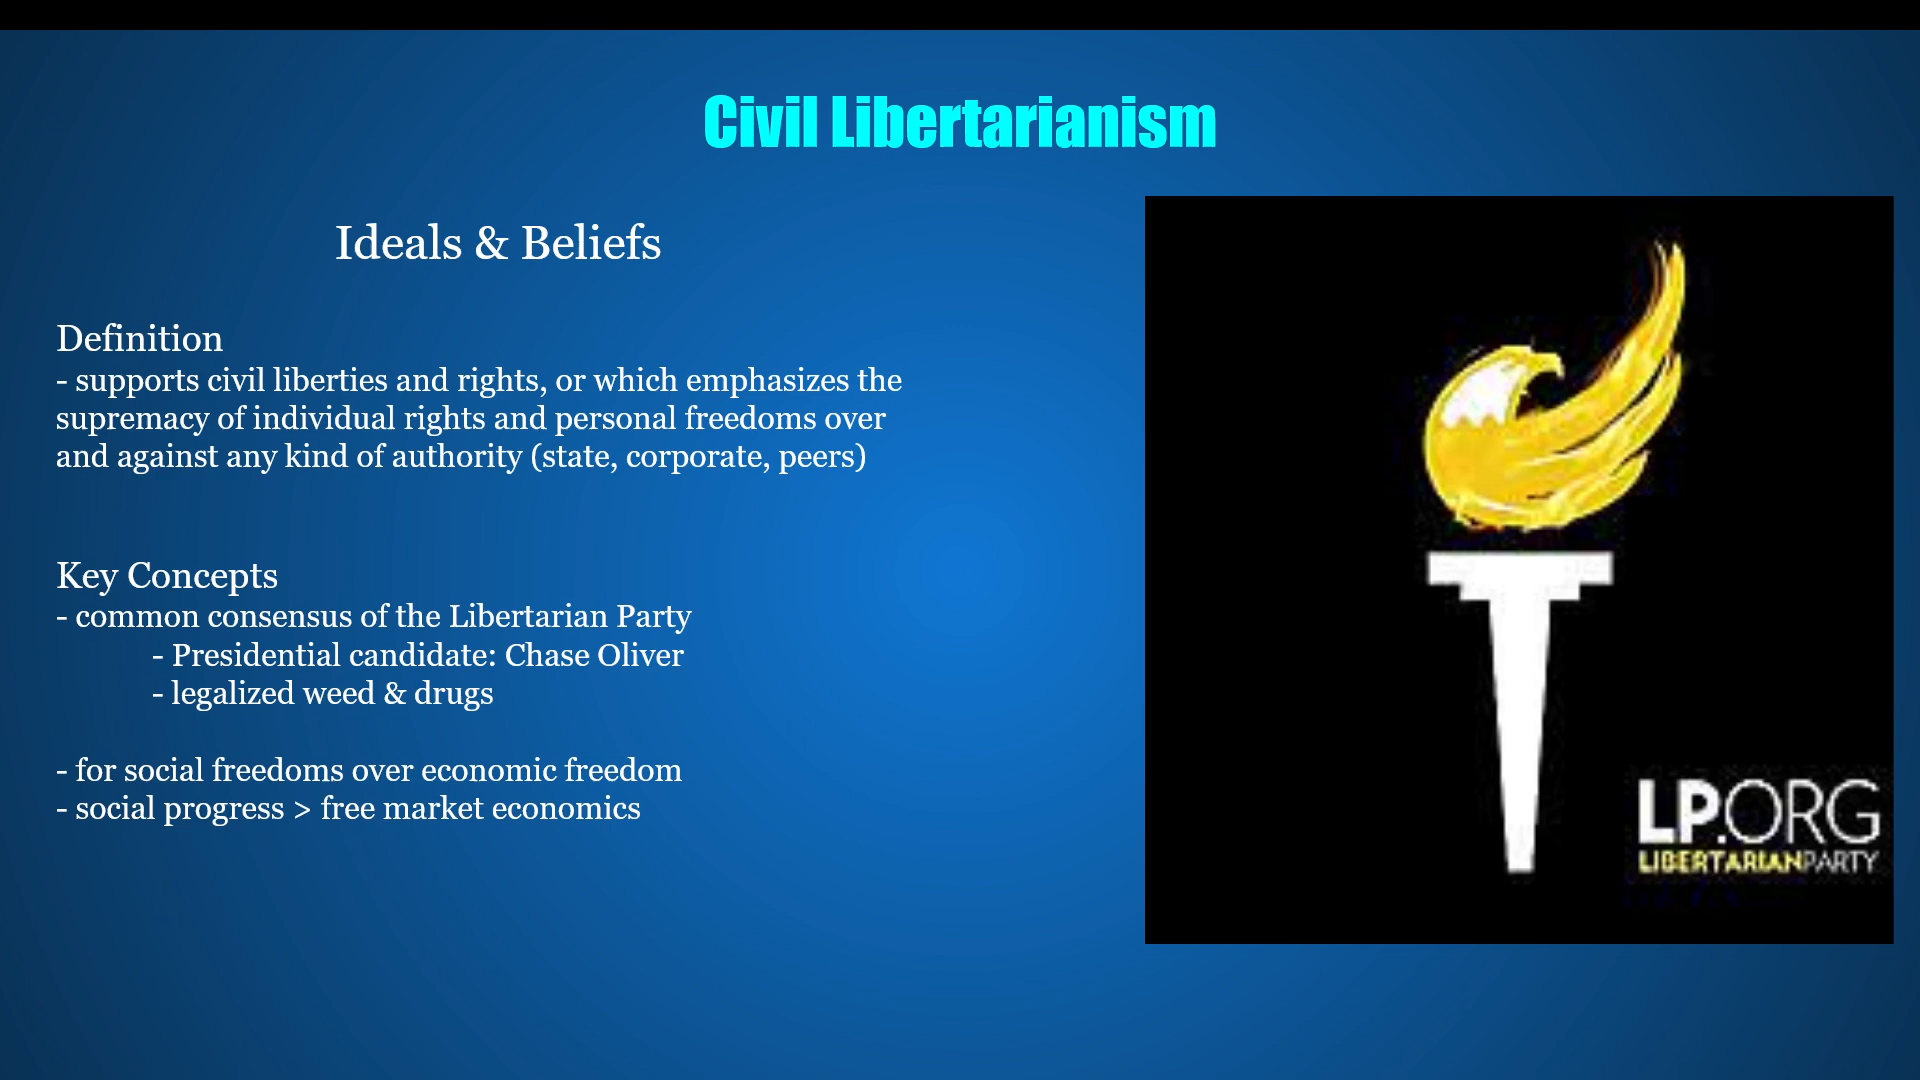 Civil Libertarianism
Ideals & Beliefs
Definition
- supports civil liberties and rights, or which emphasizes the
supremacy of individual rights and personal freedoms over
and against any kind of authority (state, corporate, peers)
Key Concepts
- common consensus of the Libertarian Party
- Presidential candidate: Chase Oliver
- legalized weed & drugs
- for social freedoms over economic freedom
- social progress > free market economics
LP.ORG
LIBERTARIANPARTY